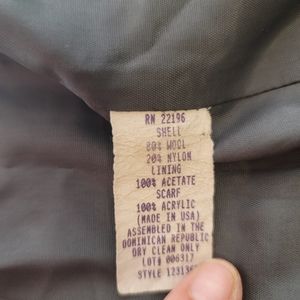 RN 22196
SHELL
80% WOOL
20% NYLON
LINING
100% ACETATE
SCARF
100% ACRYLIC
(MADE IN USA)
ASSEMBLED IN THE
DOMINICAN REPUBLIC
DRY CLEAN ONLY
LOT# 006317
STYLE